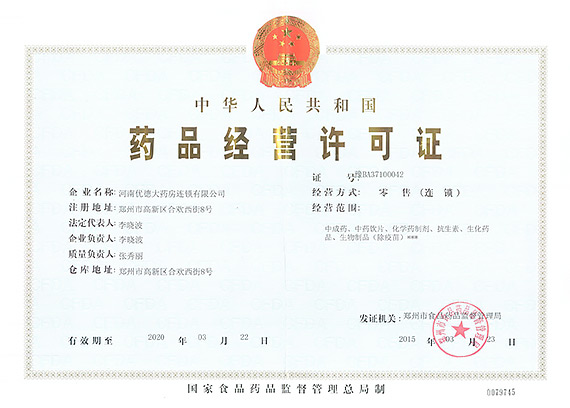 中华人民共和国
药品经营许可证
证 号:豫BA37100042
企业名称:河南优德大药房连锁有限公司
经营方式: 零售(连锁)
注册地址:郑州市高新区合欢西街8号
经营范围:
法定代表人:李晓波
中成药、中药饮片、化学药制剂、抗生素、生化药
品、生物制品(除疫苗)***
企业负责人:李晓波
质量负责人:张秀丽
仓库地址:郑州市高新区合欢西街8号
发证机关:郑州市食品药品监督管理局
有效期至 2020 年 03 月 22 日
2015 年 03 月 23 日
国家食品药品监督管理总局制
0079745